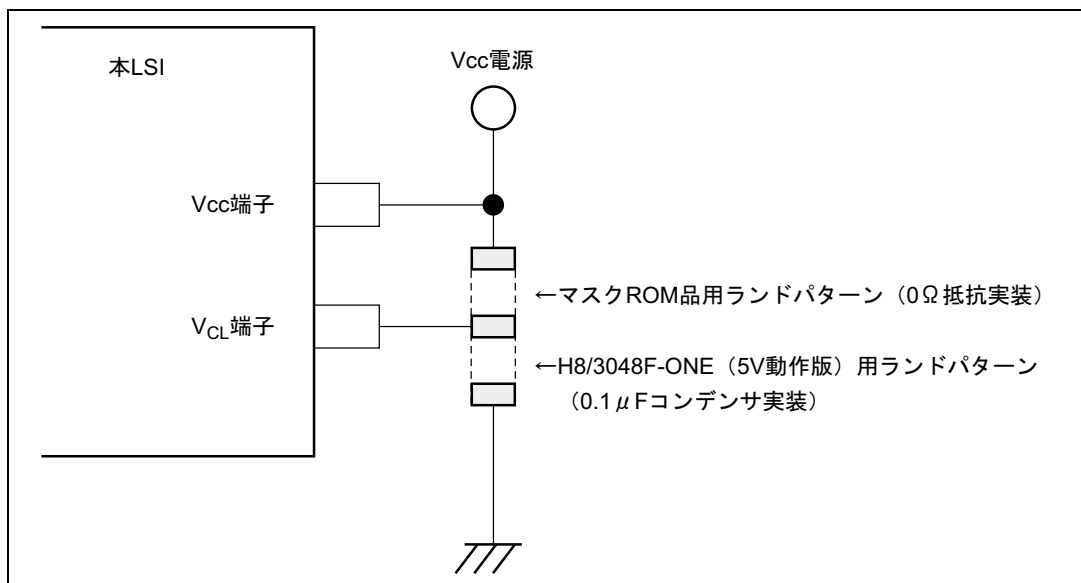 本LSI
Vcc電源
Vcc端子
←マスクROM品用ランドパターン（0Ω抵抗実装）
VCL端子
←H8/3048F-ONE（5V動作版）用ランドパターン
（0.1μFコンデンサ実装）